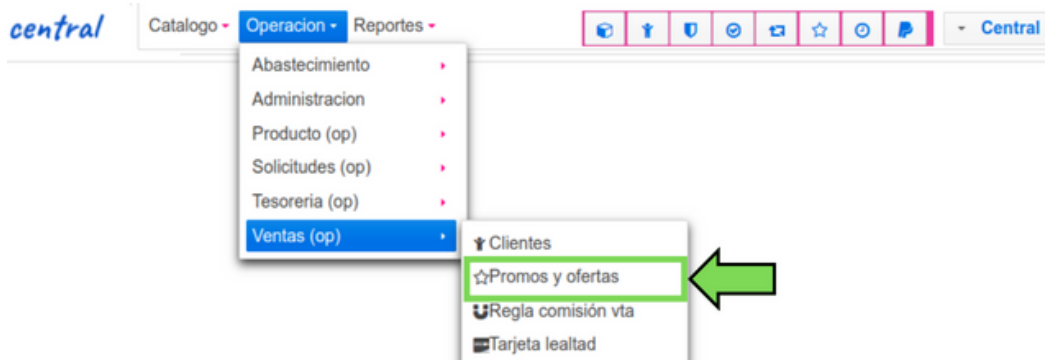 central Catalogo Operacion Reportes Central
Abastecimiento
Administracion
Producto (op)
Solicitudes (op)
Tesoreria (op)
Ventas (op)
Clientes
Promos y ofertas
Regla comisión vta
Tarjeta lealtad